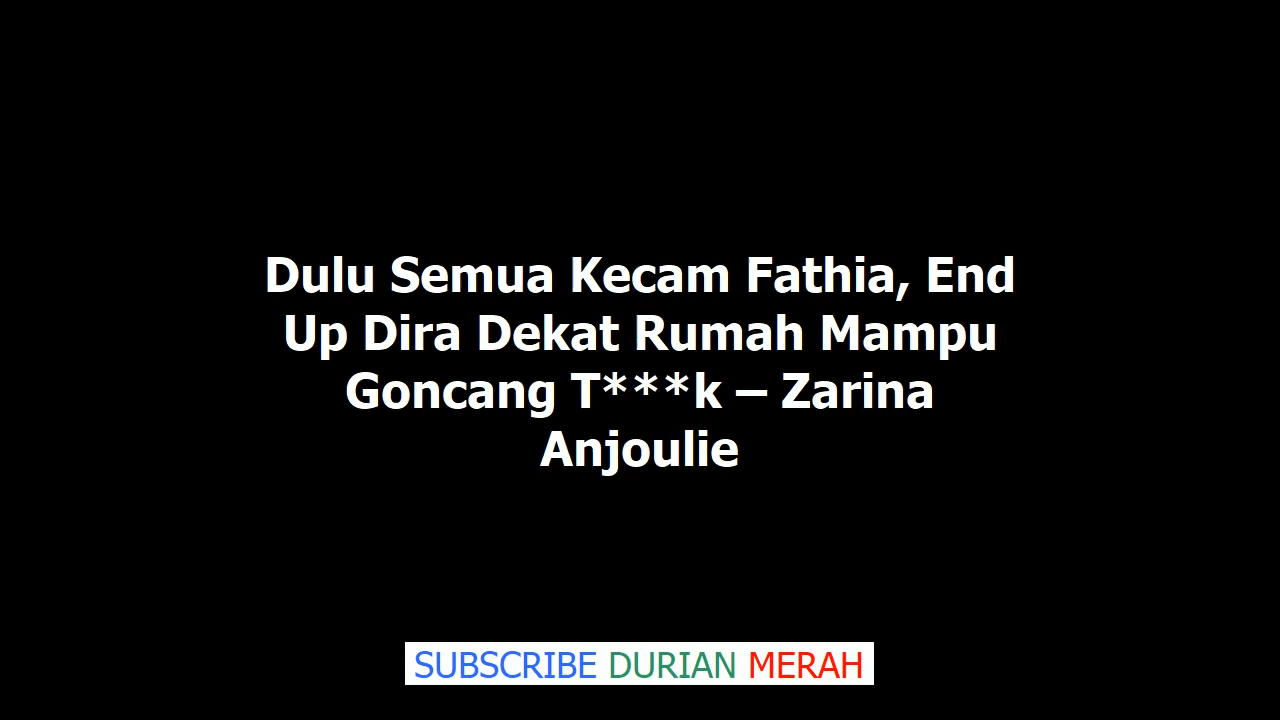 Dulu Semua Kecam Fathia, End
Up Dira Dekat Rumah Mampu
Goncang T***k – Zarina
Anjoulie
SUBSCRIBE DURIAN MERAH